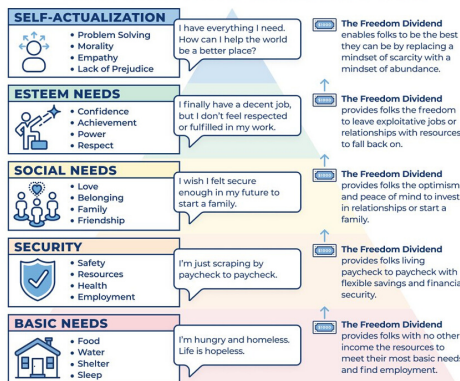 SELF-ACTUALIZATION
• Problem Solving
• Morality
• Empathy
• Lack of Prejudice
I have everything I need.
How can I help the world
be a better place?
The Freedom Dividend
enables folks to be the best
they can be by replacing a
mindset of scarcity with a
mindset of abundance.
ESTEEM NEEDS
• Confidence
• Achievement
• Power
• Respect
I finally have a decent job,
but I don't feel respected
or fulfilled in my work.
The Freedom Dividend
provides folks the freedom
to leave exploitative jobs or
relationships with resources
to fall back on.
SOCIAL NEEDS
• Love
• Belonging
• Family
• Friendship
I wish I felt secure
enough in my future to
start a family.
The Freedom Dividend
provides folks the optimism
and peace of mind to invest
in relationships or start a
family.
SECURITY
• Safety
• Resources
• Health
• Employment
I'm just scraping by
paycheck to paycheck.
The Freedom Dividend
provides folks living
paycheck to paycheck with
flexible savings and financial
security.
BASIC NEEDS
• Food
• Water
• Shelter
• Sleep
I'm hungry and homeless.
Life is hopeless.
The Freedom Dividend
provides folks with no other
income the resources to
meet their most basic needs
and find employment.